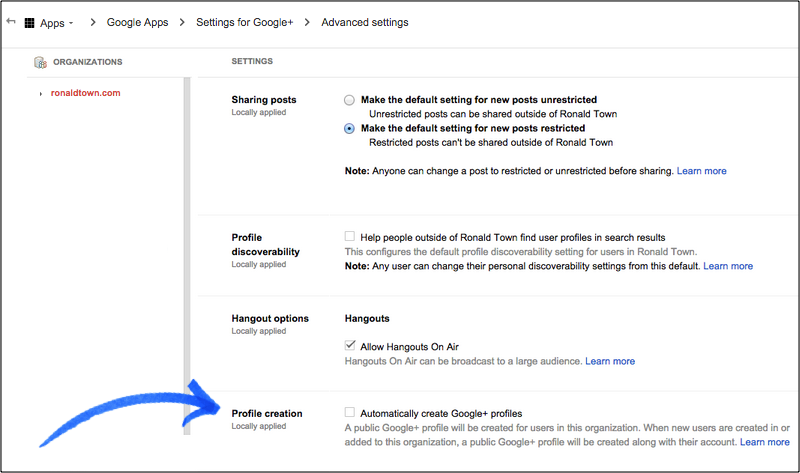 Apps Google Apps Settings for Google+ Advanced settings
ORGANIZATIONS
ronaldtown.com
SETTINGS
Sharing posts
Locally applied
Make the default setting for new posts unrestricted
Unrestricted posts can be shared outside of Ronald Town
Make the default setting for new posts restricted
Restricted posts can't be shared outside of Ronald Town
Note: Anyone can change a post to restricted or unrestricted before sharing. Learn more
Profile
discoverability
Locally applied
Help people outside of Ronald Town find user profiles in search results
This configures the default profile discoverability setting for users in Ronald Town.
Note: Any user can change their personal discoverability settings from this default. Learn more
Hangout options
Locally applied
Hangouts
Allow Hangouts On Air
Hangouts On Air can be broadcast to a large audience. Learn more
Profile creation
Locally applied
Automatically create Google+ profiles
A public Google+ profile will be created for users in this organization. When new users are created in or
added to this organization, a public Google+ profile will be created along with their account. Learn more